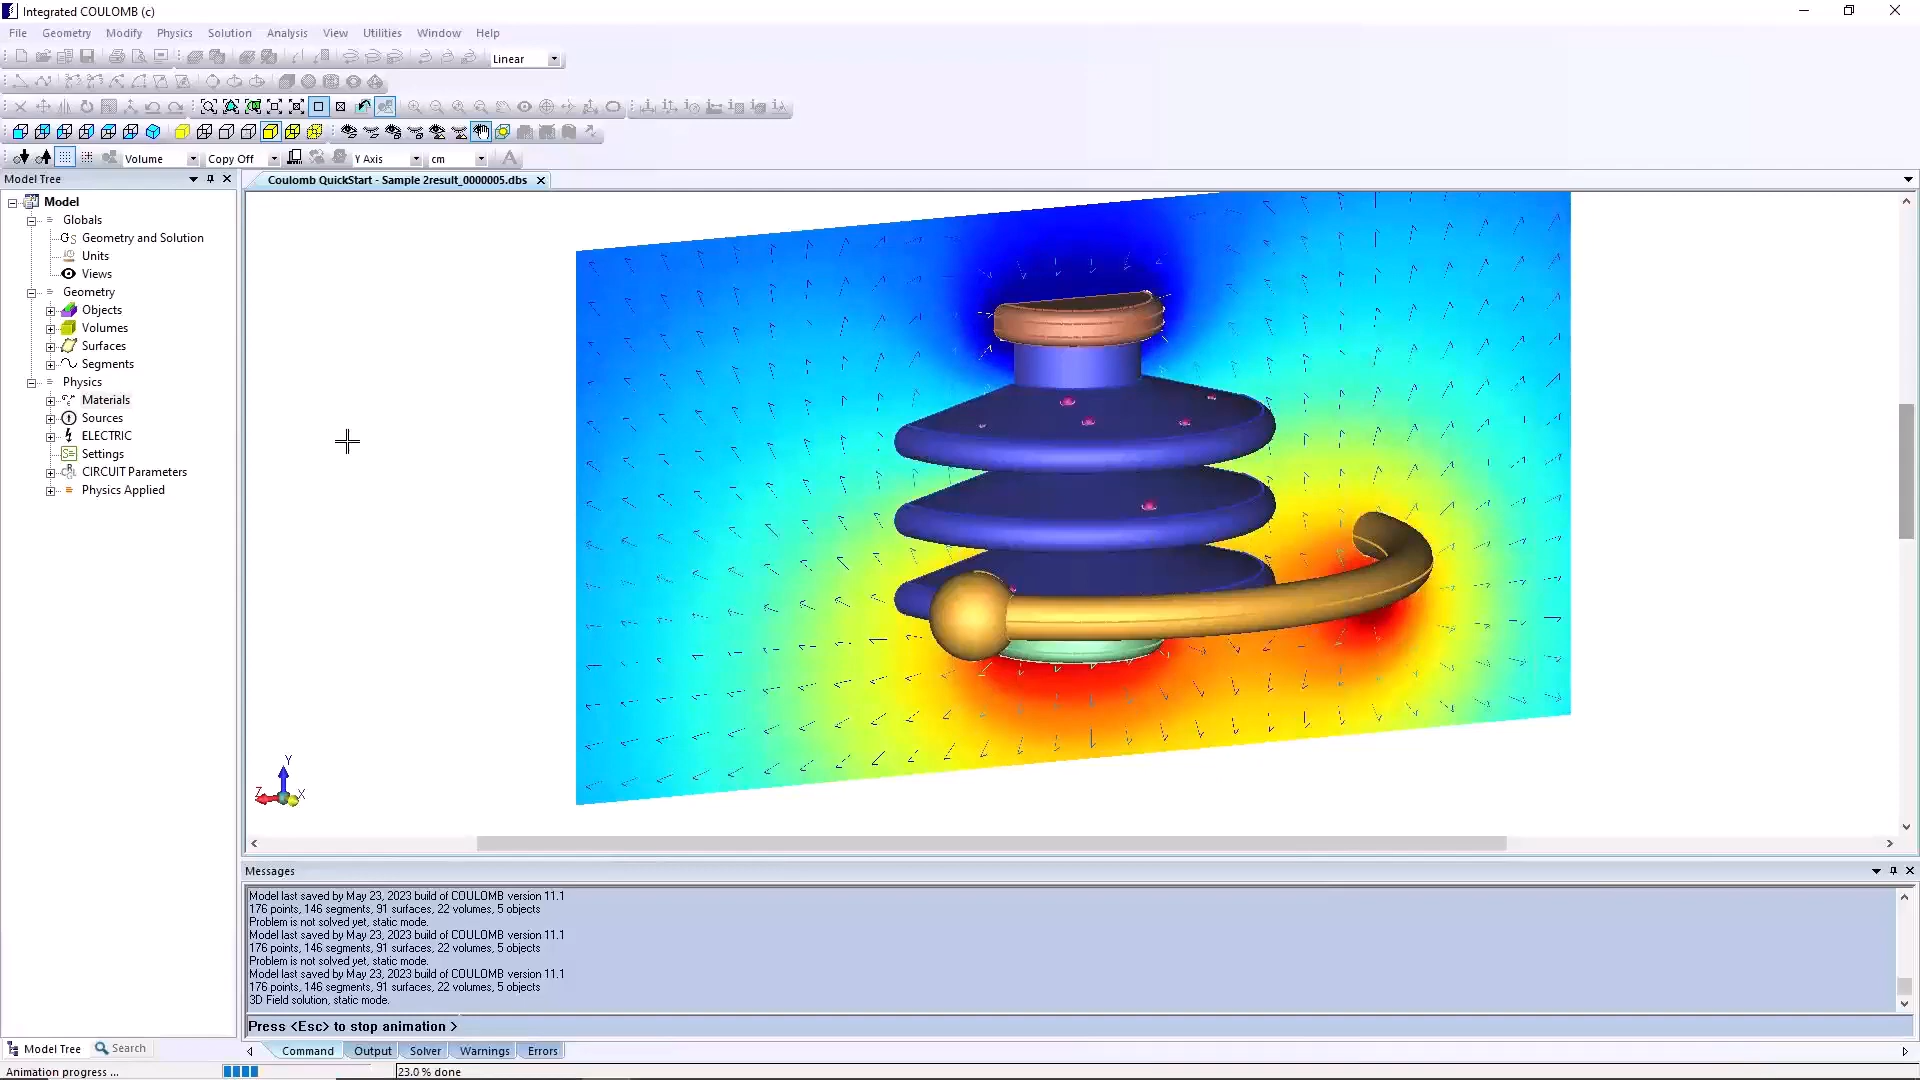 Integrated COULOMB (c)
File Geometry Modify Physics Solution Analysis View Utilities Window Help
Linear
Volume Copy Off Y Axis cm
Model Tree
Coulomb QuickStart - Sample 2result_0000005.dbs
Model
Globals
Geometry and Solution
Units
Views
Geometry
Objects
Volumes
Surfaces
Segments
Physics
Materials
Sources
ELECTRIC
Settings
CIRCUIT Parameters
Physics Applied
Y
Z X
Messages
Model last saved by May 23, 2023 build of COULOMB version 11.1
176 points, 146 segments, 91 surfaces, 22 volumes, 5 objects
Problem is not solved yet, static mode.
Model last saved by May 23, 2023 build of COULOMB version 11.1
176 points, 146 segments, 91 surfaces, 22 volumes, 5 objects
Problem is not solved yet, static mode.
Model last saved by May 23, 2023 build of COULOMB version 11.1
176 points, 146 segments, 91 surfaces, 22 volumes, 5 objects
3D Field solution, static mode.
Press <Esc> to stop animation >
Model Tree Search
Command Output Solver Warnings Errors
Animation progress ... 23.0 % done